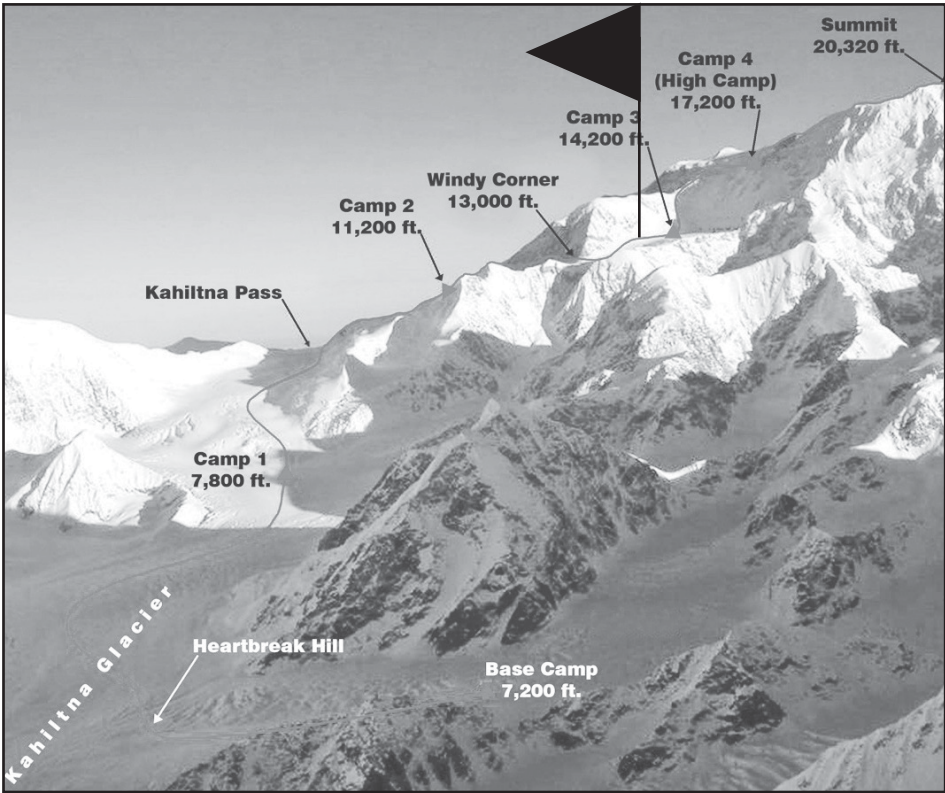 Summit
20,320 ft.
Camp 4
(High Camp)
17,200 ft.
Camp 3
14,200 ft.
Windy Corner
13,000 ft.
Camp 2
11,200 ft.
Kahiltna Pass
Camp 1
7,800 ft.
Kahiltna Glacier
Heartbreak Hill
Base Camp
7,200 ft.